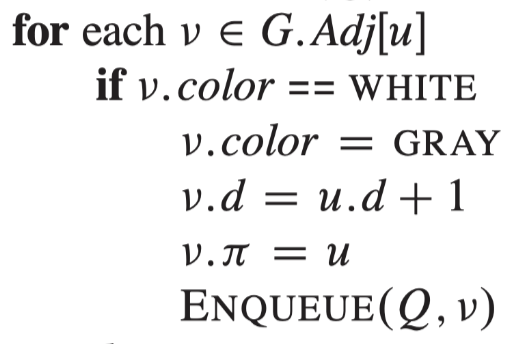 for each v ∈ G.Adj[u]
if v.color == WHITE
v.color = GRAY
v.d = u.d + 1
v.π = u
ENQUEUE(Q, v)